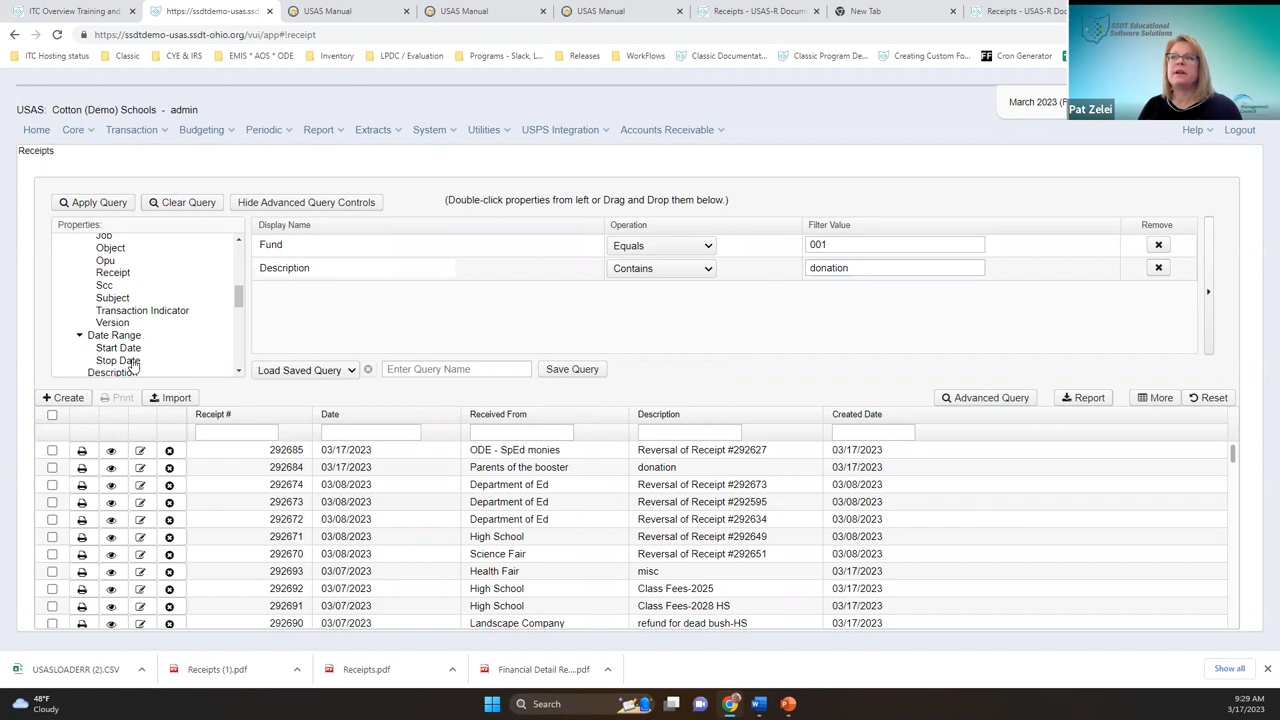 ITC Overview Training and
https://ssdtdemo-usas.ssdt-ohio
USAS Manual
USAS Manual
USAS Manual
Receipts - USAS-R Docum
New Tab
Receipts - USAS-R Do
https://ssdtdemo-usas.ssdt-ohio.org/vui/app#!receipt
ITC Hosting status
Classic
CYE & IRS
EMIS * AOS * ODE
Inventory
LPDC / Evaluation
Programs - Slack, L...
Releases
WorkFlows
Classic Documentat...
Classic Program De...
Creating Custom Fo...
Cron Generator
SSDT Educational
Software Solutions
Management
Council
Pat Zelei
USAS: Cotton (Demo) Schools - admin
March 2023 (F
Home Core Transaction Budgeting Periodic Report Extracts System Utilities USPS Integration Accounts Receivable Help Logout
Receipts
Apply Query Clear Query Hide Advanced Query Controls (Double-click properties from left or Drag and Drop them below.)
Properties:
Job
Object
Opu
Receipt
Scc
Subject
Transaction Indicator
Version
Date Range
Start Date
Stop Date
Description
Display Name Operation Filter Value Remove
Fund Equals 001
Description Contains donation
Load Saved Query Enter Query Name Save Query
Create Print Import Advanced Query Report More Reset
Receipt # Date Received From Description Created Date
292685 03/17/2023 ODE - SpEd monies Reversal of Receipt #292627 03/17/2023
292684 03/17/2023 Parents of the booster donation 03/17/2023
292674 03/08/2023 Department of Ed Reversal of Receipt #292673 03/08/2023
292673 03/08/2023 Department of Ed Reversal of Receipt #292595 03/08/2023
292672 03/08/2023 Department of Ed Reversal of Receipt #292634 03/08/2023
292671 03/08/2023 High School Reversal of Receipt #292649 03/08/2023
292670 03/08/2023 Science Fair Reversal of Receipt #292651 03/08/2023
292693 03/07/2023 Health Fair misc 03/17/2023
292692 03/07/2023 High School Class Fees-2025 03/17/2023
292691 03/07/2023 High School Class Fees-2028 HS 03/17/2023
292690 03/07/2023 Landscape Company refund for dead bush-HS 03/17/2023
USASLOADERR (2).CSV
Receipts (1).pdf
Receipts.pdf
Financial Detail Re....pdf
Show all
48°F
Cloudy
Search
9:29 AM
3/17/2023